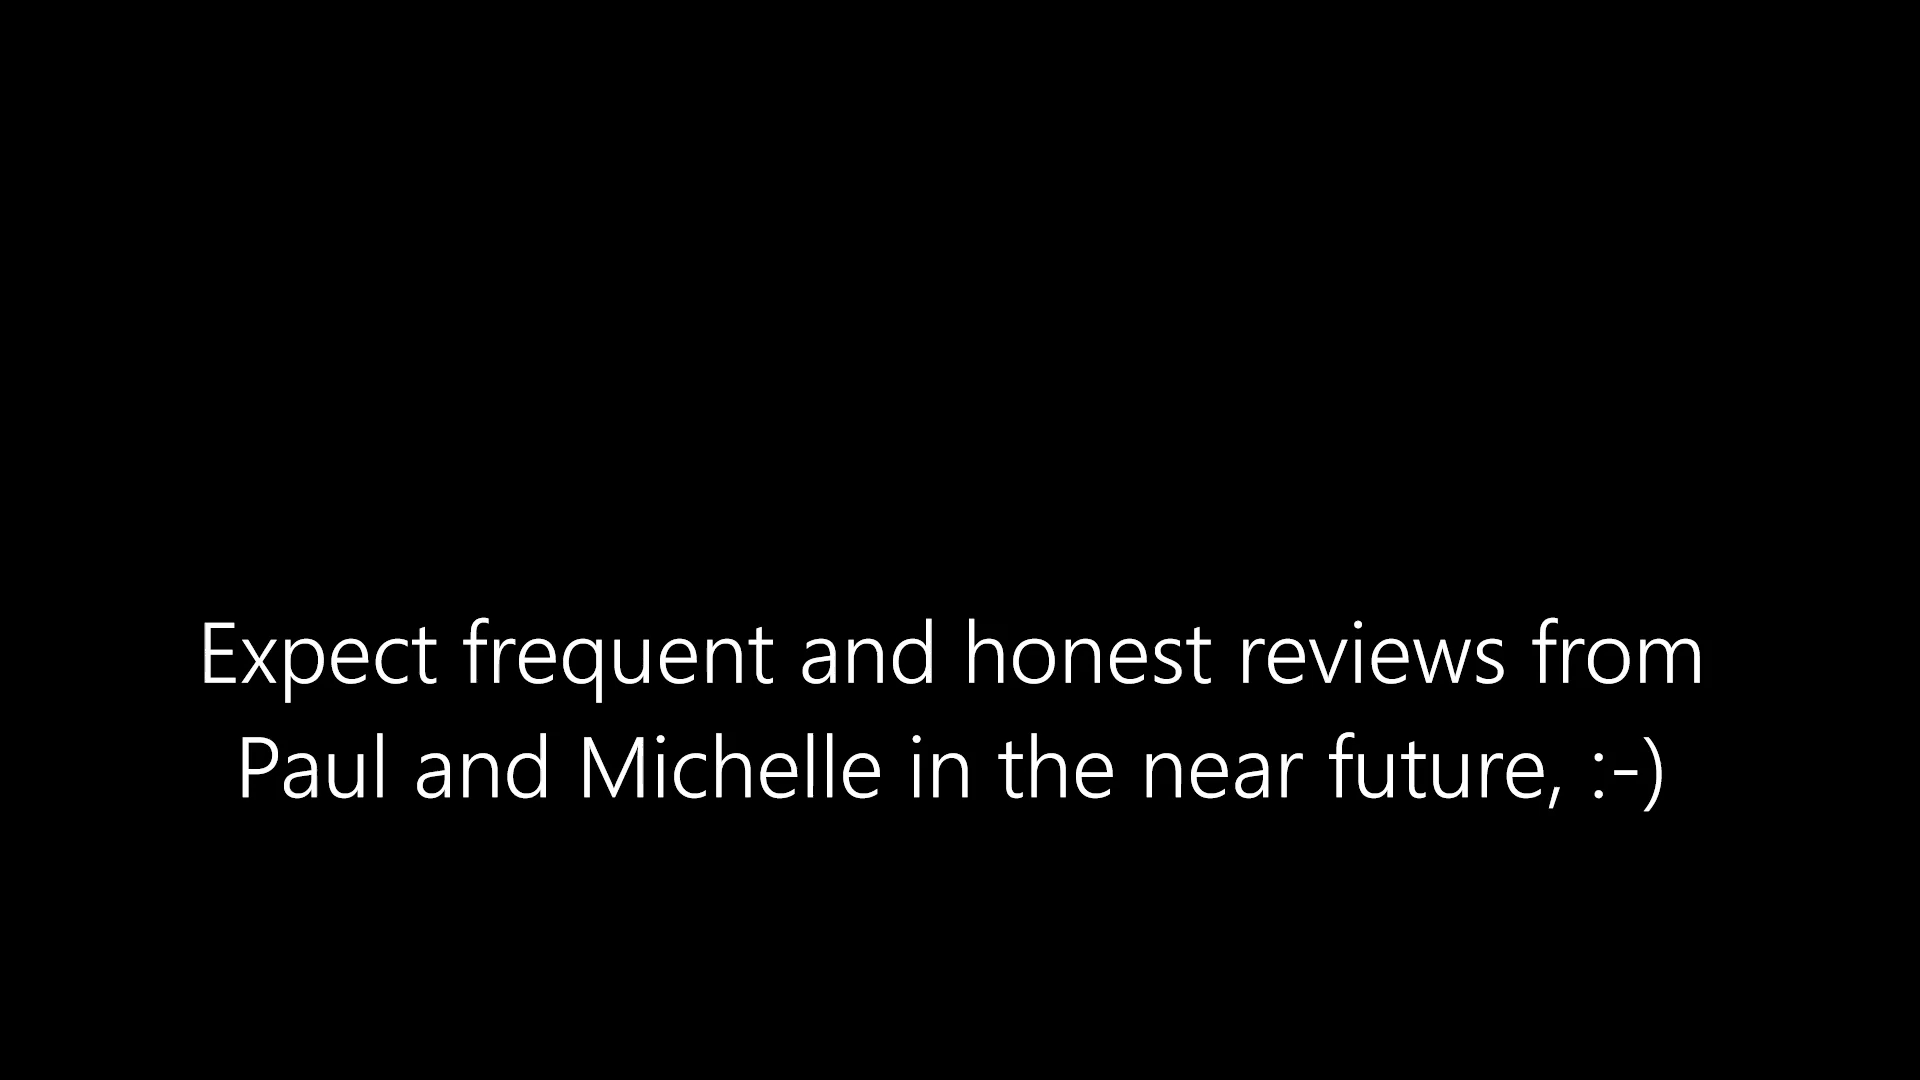 Expect frequent and honest reviews from
Paul and Michelle in the near future, :-)